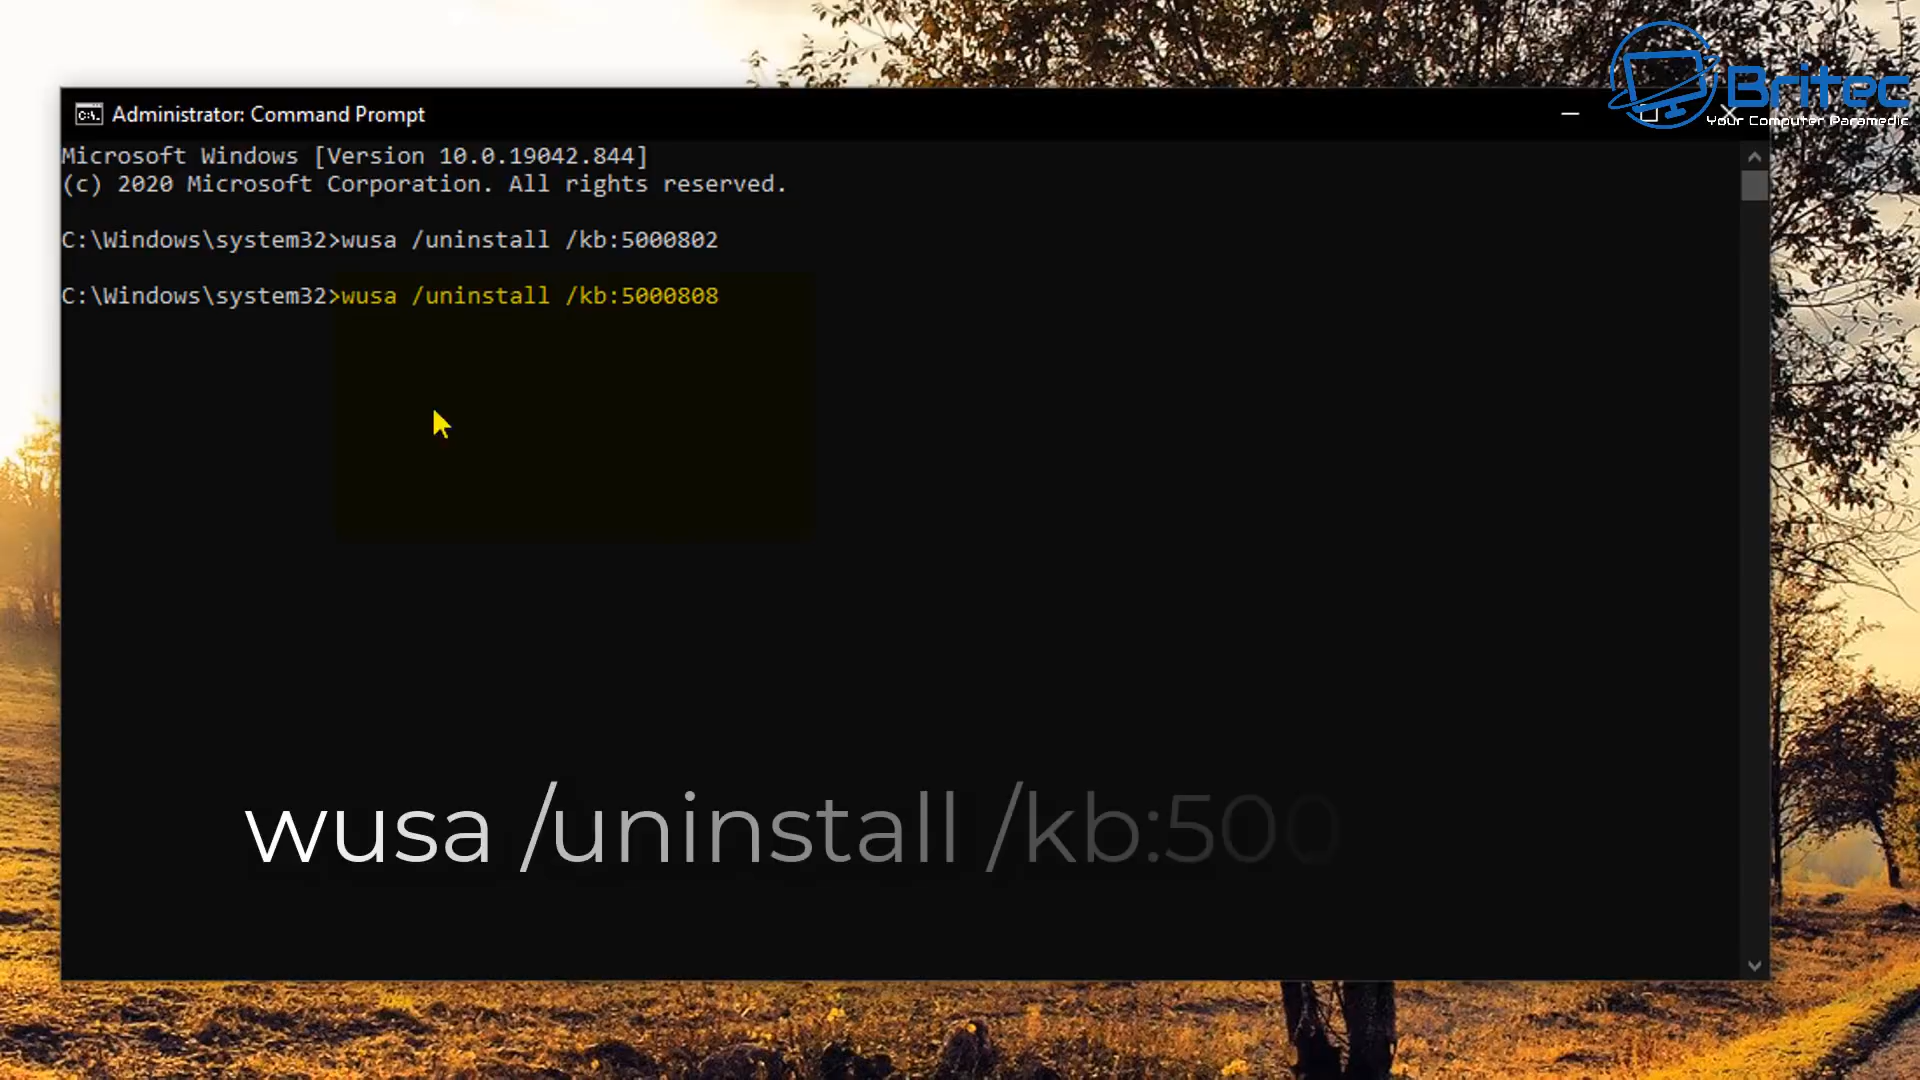 Britec
Your Computer Paramedic
Administrator: Command Prompt
Microsoft Windows [Version 10.0.19042.844]
(c) 2020 Microsoft Corporation. All rights reserved.
C:\Windows\system32>wusa /uninstall /kb:5000802
C:\Windows\system32>wusa /uninstall /kb:5000808
wusa /uninstall /kb:500